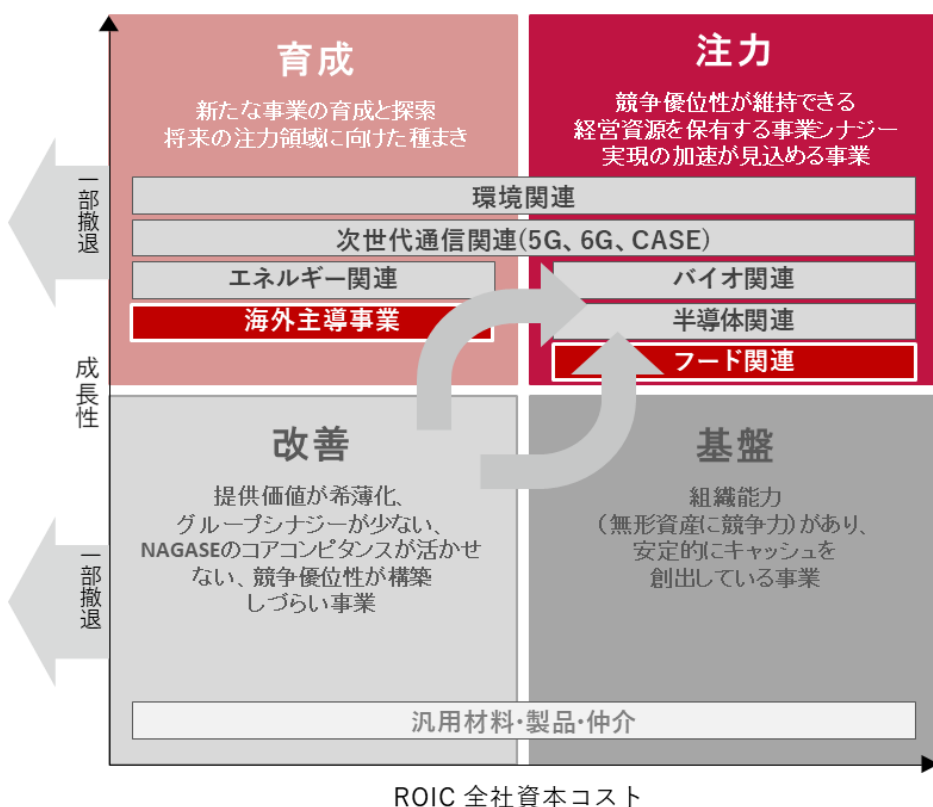 育成
新たな事業の育成と探索
将来の注力領域に向けた種まき
注力
競争優位性が維持できる
経営資源を保有する事業シナジー
実現の加速が見込める事業
一部撤退
環境関連
次世代通信関連(5G、6G、CASE)
エネルギー関連
バイオ関連
海外主導事業
半導体関連
フード関連
成長性
改善
提供価値が希薄化、
グループシナジーが少ない、
NAGASEのコアコンピタンスが活かせ
ない、競争優位性が構築
しづらい事業
基盤
組織能力
（無形資産に競争力）があり、
安定的にキャッシュを
創出している事業
一部撤退
汎用材料・製品・仲介
ROIC 全社資本コスト